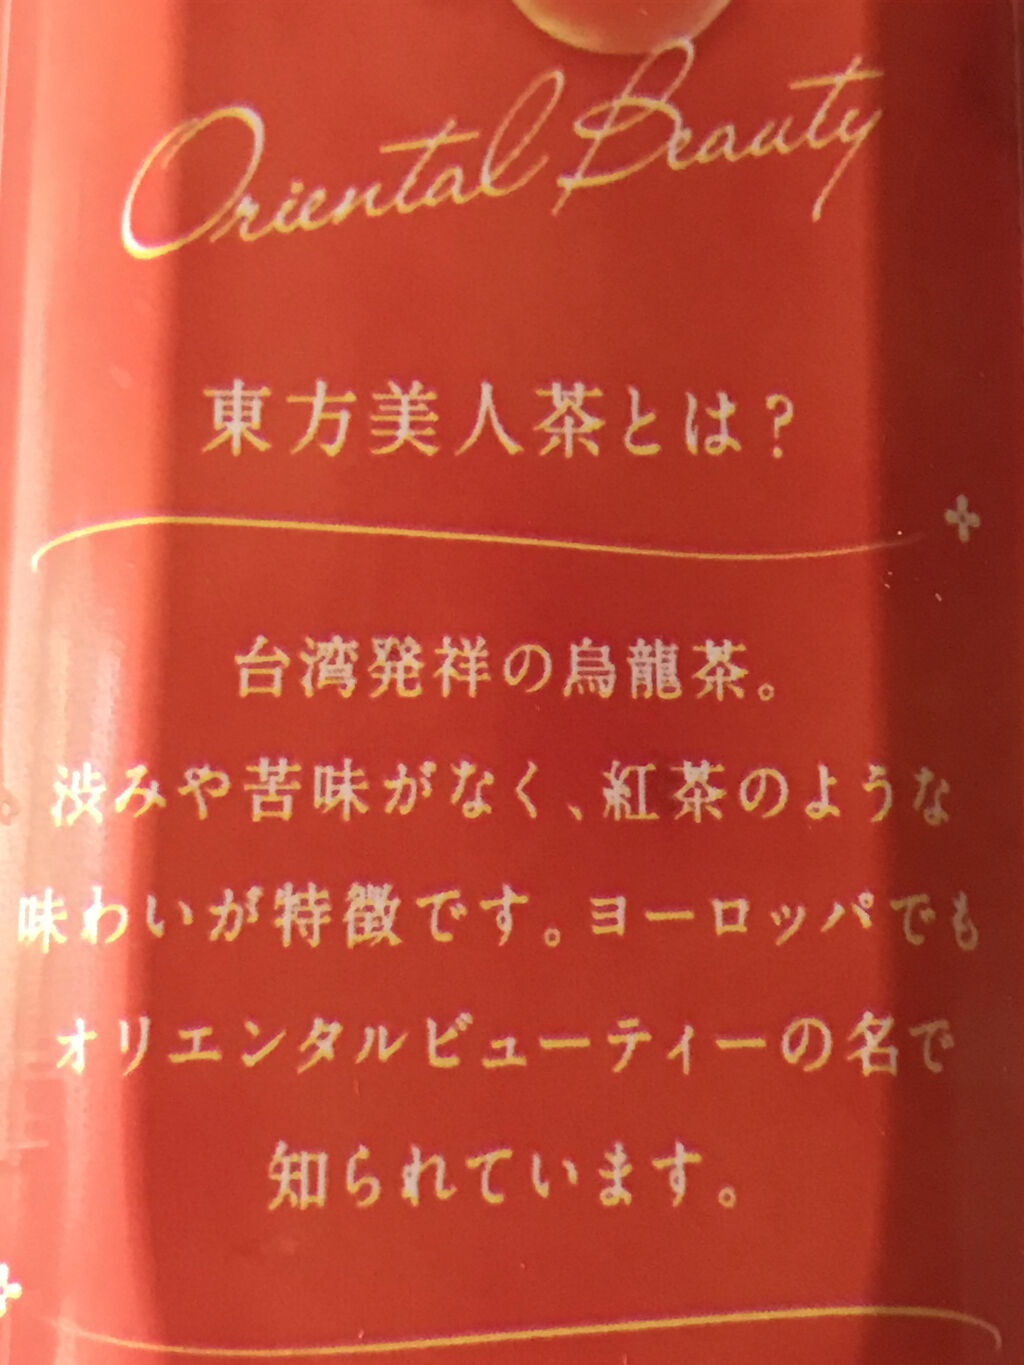 Oriental Beauty
東方美人茶とは?
台湾発祥の烏龍茶。
渋みや苦味がなく、紅茶のような
味わいが特徴です。ヨーロッパでも
オリエンタルビューティーの名で
知られています。